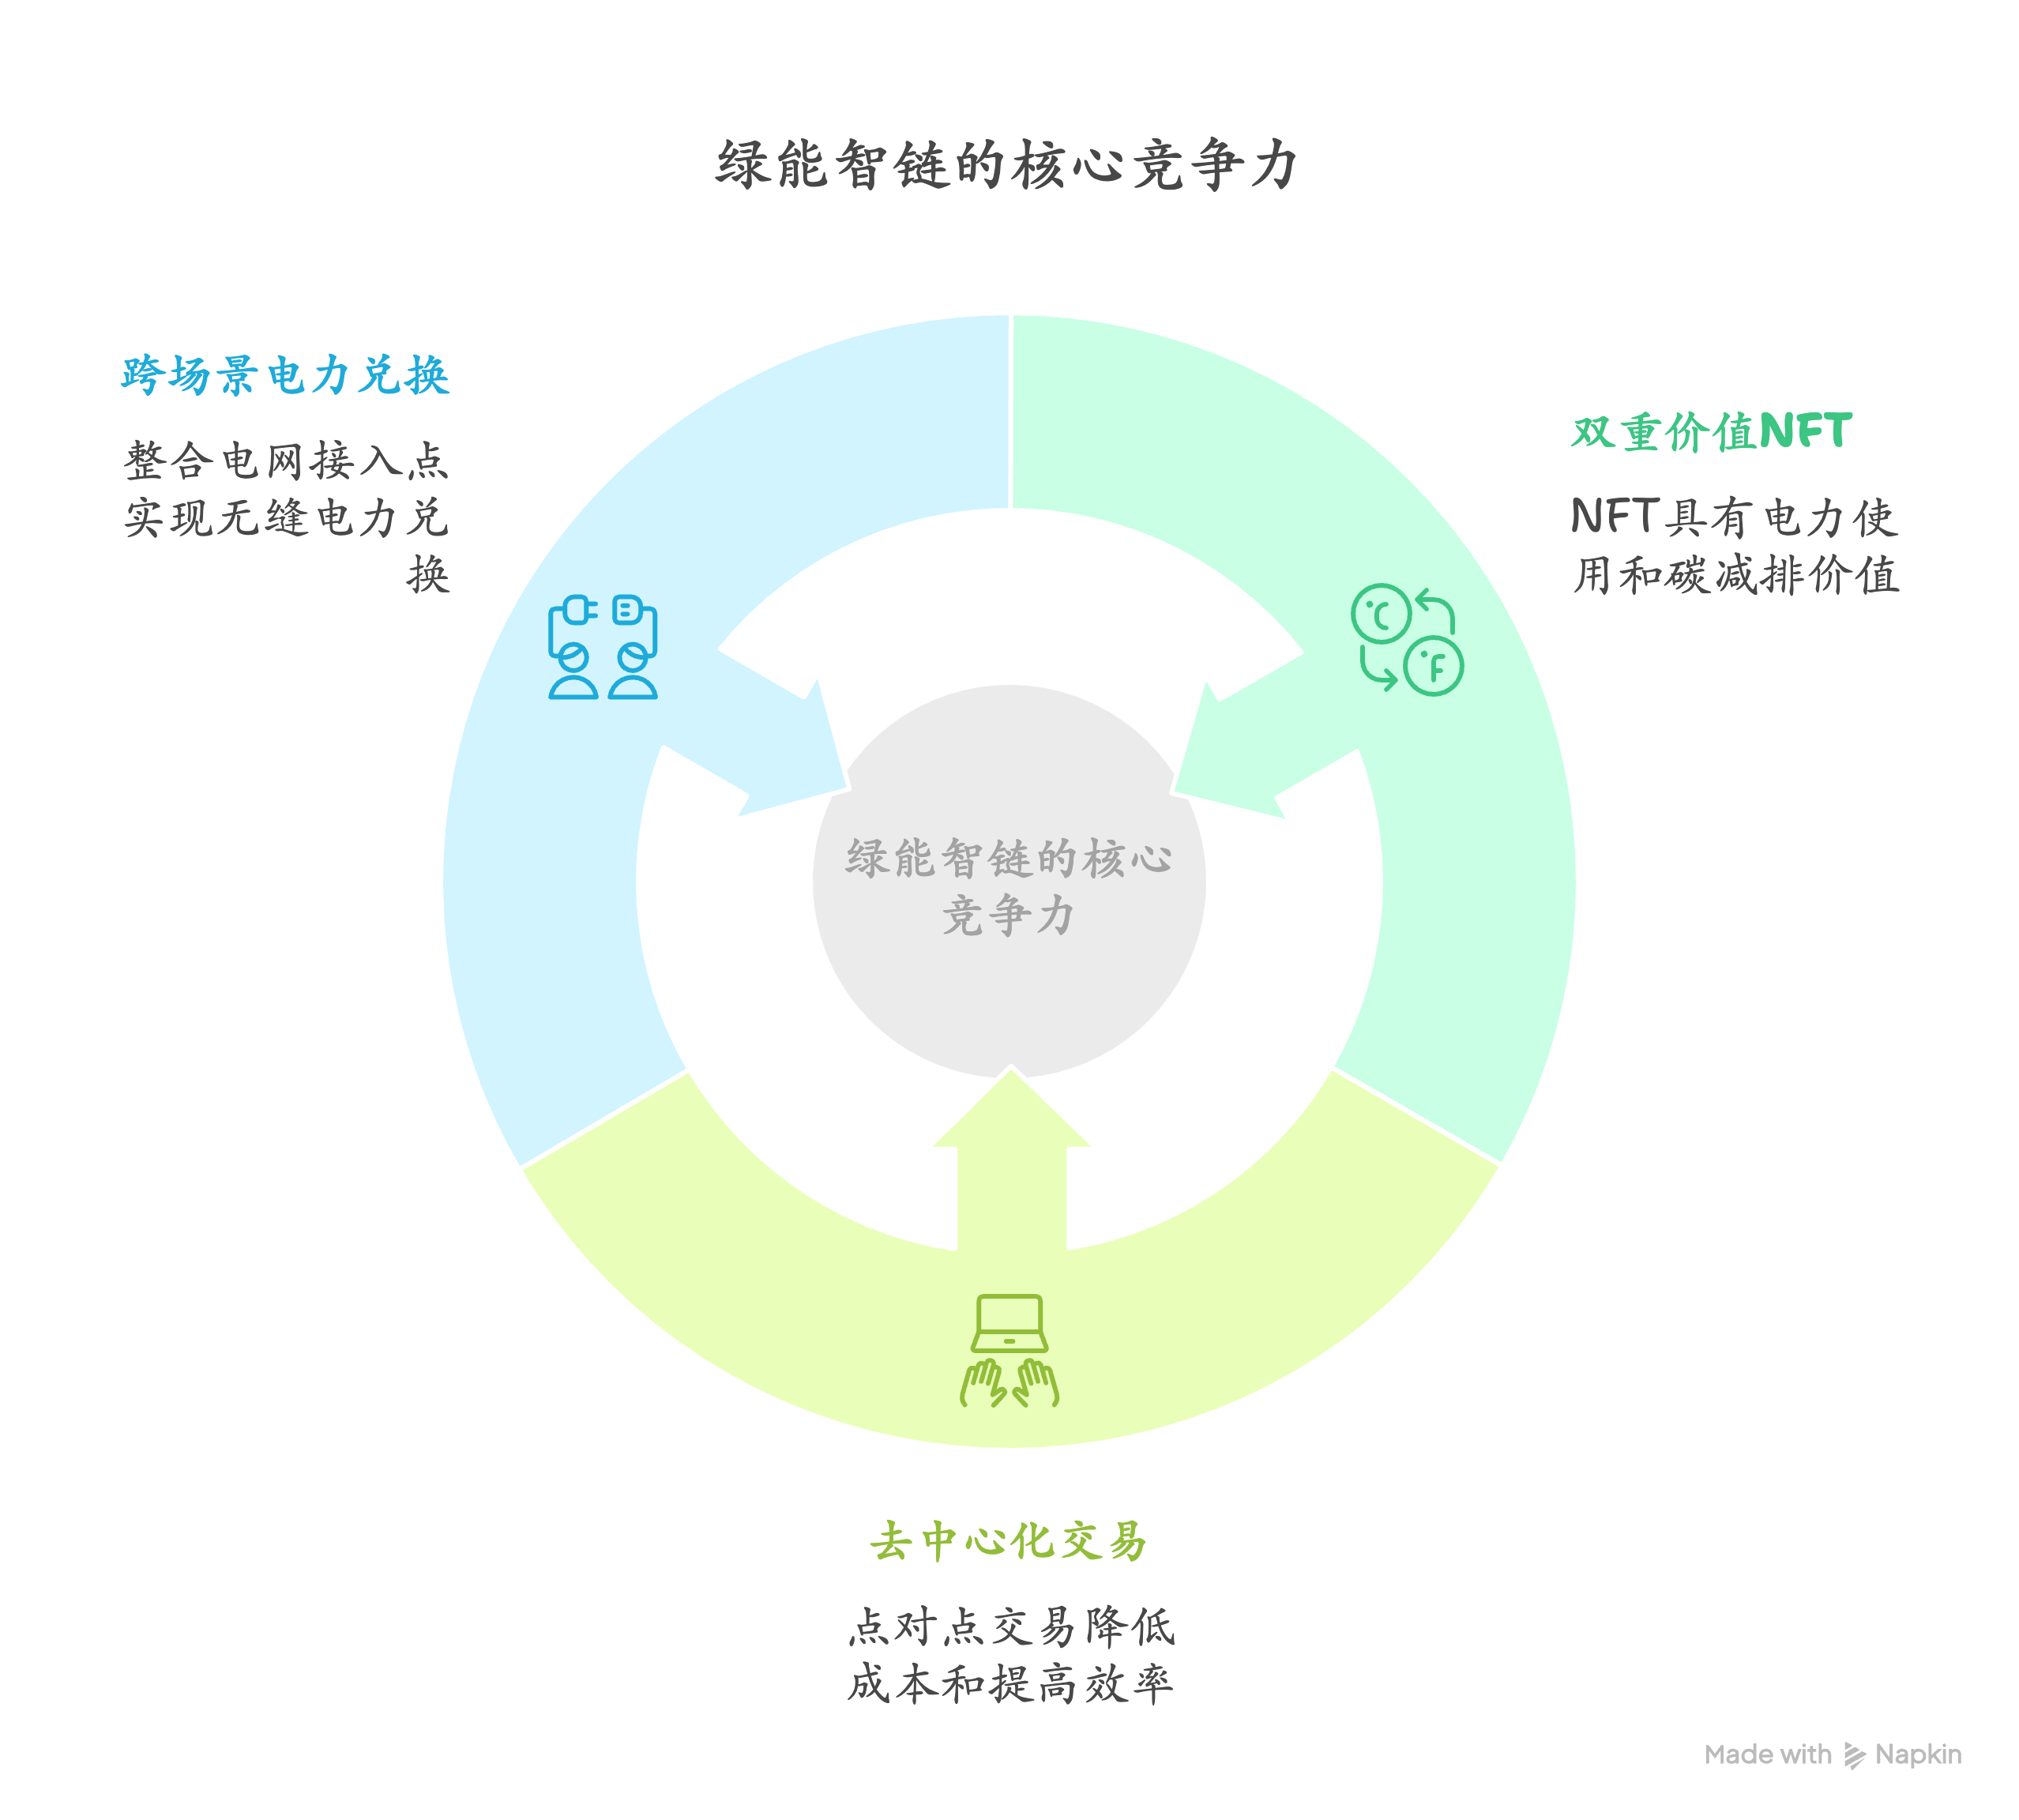 绿能智链的核心竞争力
跨场景电力兑换
整合电网接入点
实现无缝电力兑
换
双重价值NFT
NFT具有电力使
用和碳减排价值
绿能智链的核心
竞争力
去中心化交易
点对点交易降低
成本和提高效率
Made with Napkin